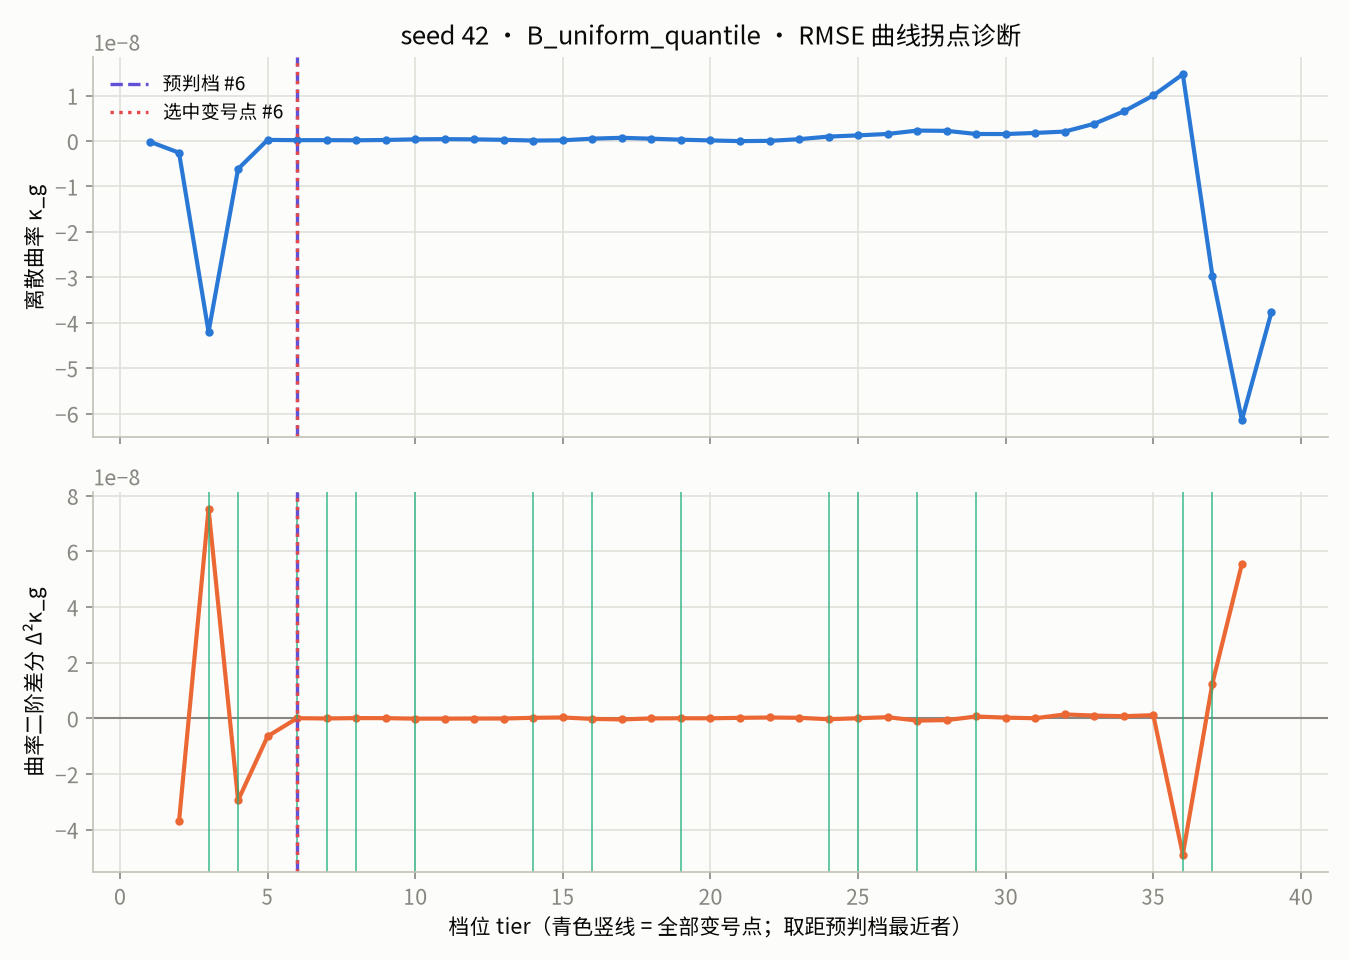 seed 42 · B_uniform_quantile · RMSE 曲线拐点诊断
1e−8
预判档 #6
选中变号点 #6
1
0
−1
−2
−3
−4
−5
−6
离散曲率 κ_g
1e−8
8
6
4
2
0
−2
−4
曲率二阶差分 Δ²κ_g
0 5 10 15 20 25 30 35 40
档位 tier（青色竖线 = 全部变号点；取距预判档最近者）